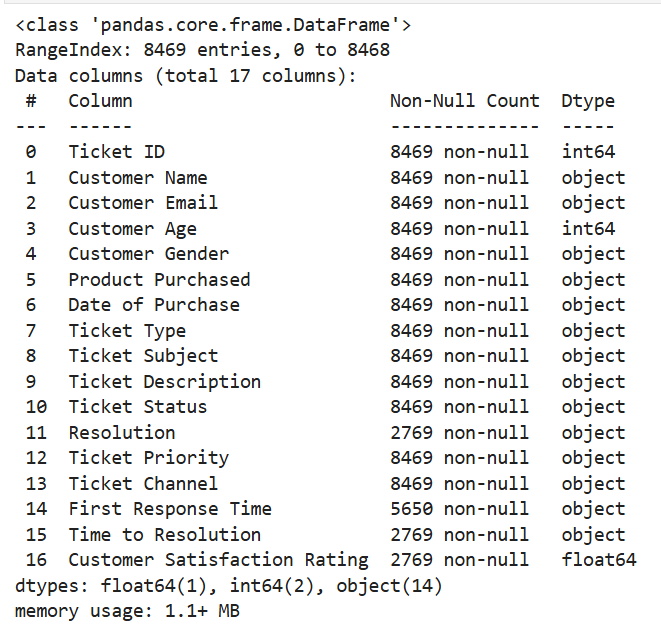 <class 'pandas.core.frame.DataFrame'>
RangeIndex: 8469 entries, 0 to 8468
Data columns (total 17 columns):
 #   Column                        Non-Null Count  Dtype
---  ------                        --------------  -----
 0   Ticket ID                     8469 non-null   int64
 1   Customer Name                 8469 non-null   object
 2   Customer Email                8469 non-null   object
 3   Customer Age                  8469 non-null   int64
 4   Customer Gender               8469 non-null   object
 5   Product Purchased             8469 non-null   object
 6   Date of Purchase              8469 non-null   object
 7   Ticket Type                   8469 non-null   object
 8   Ticket Subject                8469 non-null   object
 9   Ticket Description            8469 non-null   object
 10  Ticket Status                 8469 non-null   object
 11  Resolution                    2769 non-null   object
 12  Ticket Priority               8469 non-null   object
 13  Ticket Channel                8469 non-null   object
 14  First Response Time           5650 non-null   object
 15  Time to Resolution            2769 non-null   object
 16  Customer Satisfaction Rating  2769 non-null   float64
dtypes: float64(1), int64(2), object(14)
memory usage: 1.1+ MB